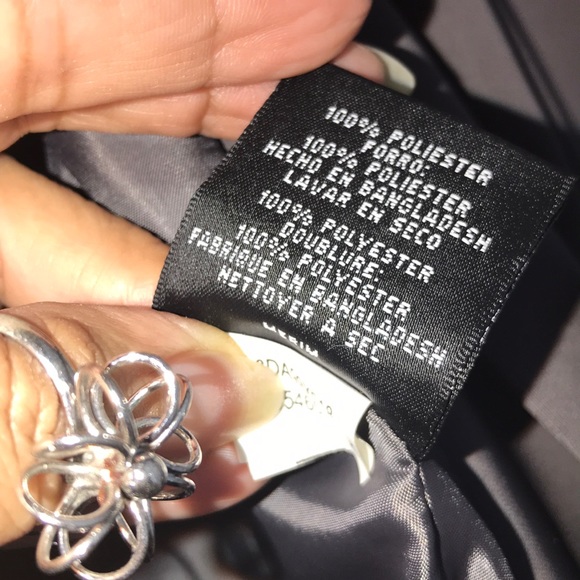 100% POLIESTER
FORRO:
100% POLIESTER
HECHO EN BANGLADESH
LAVAR EN SECO
100% POLYESTER
DOUBLURE:
100% POLYESTER
FABRIQUE EN BANGLADESH
NETTOYER A SEC